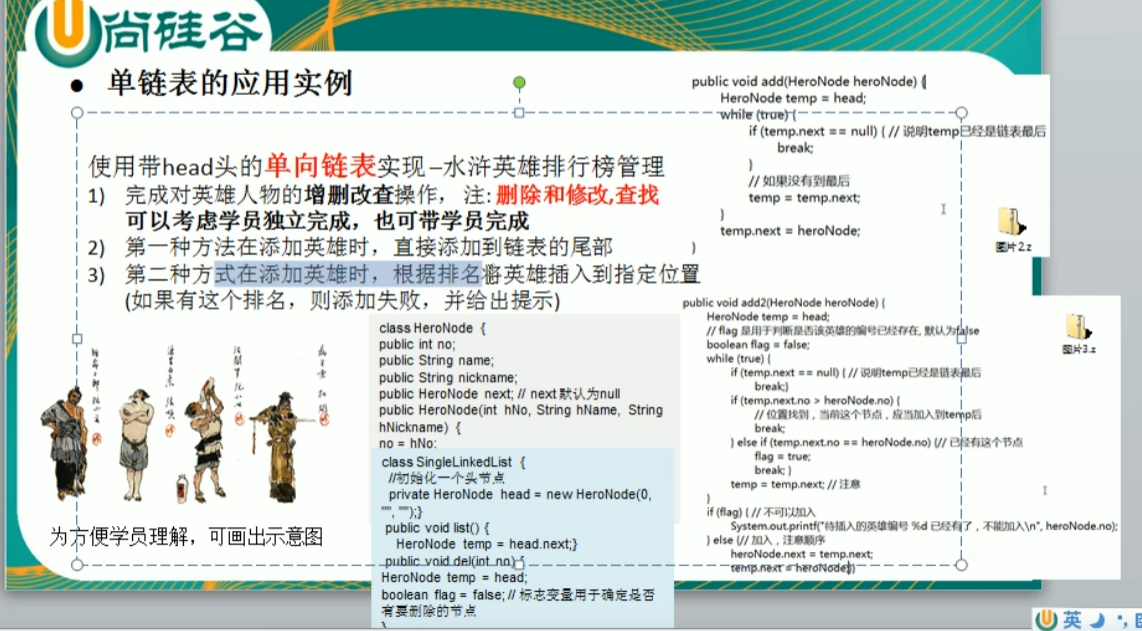 尚硅谷
● 单链表的应用实例
使用带head头的单向链表实现 –水浒英雄排行榜管理
1) 完成对英雄人物的增删改查操作， 注: 删除和修改,查找
可以考虑学员独立完成，也可带学员完成
2) 第一种方法在添加英雄时，直接添加到链表的尾部
3) 第二种方式在添加英雄时，根据排名将英雄插入到指定位置
(如果有这个排名，则添加失败，并给出提示)
为方便学员理解，可画出示意图
class HeroNode {
public int no;
public String name;
public String nickname;
public HeroNode next; // next 默认为null
public HeroNode(int hNo, String hName, String
hNickname) {
no = hNo;
class SingleLinkedList {
//初始化一个头节点
private HeroNode head = new HeroNode(0,
"", "");}
public void list() {
HeroNode temp = head.next;}
public void del(int no) {
HeroNode temp = head;
boolean flag = false; // 标志变量用于确定是否
有要删除的节点
}
public void add(HeroNode heroNode) {
HeroNode temp = head;
while (true) {
if (temp.next == null) { // 说明temp已经是链表最后
break;
}
// 如果没有到最后
temp = temp.next;
}
temp.next = heroNode;
}
图片2.z
public void add2(HeroNode heroNode) {
HeroNode temp = head;
// flag 是用于判断是否该英雄的编号已经存在, 默认为false
boolean flag = false;
while (true) {
if (temp.next == null) { // 说明temp已经是链表最后
break;}
if (temp.next.no > heroNode.no) {
// 位置找到，当前这个节点，应当加入到temp后
break;
} else if (temp.next.no == heroNode.no) {// 已经有这个节点
flag = true;
break; }
temp = temp.next; // 注意
}
if (flag) { // 不可以加入
System.out.printf("待插入的英雄编号 %d 已经有了，不能加入\n", heroNode.no);
} else {// 加入，注意顺序
heroNode.next = temp.next;
temp.next = heroNode;}}
图片3.z
英